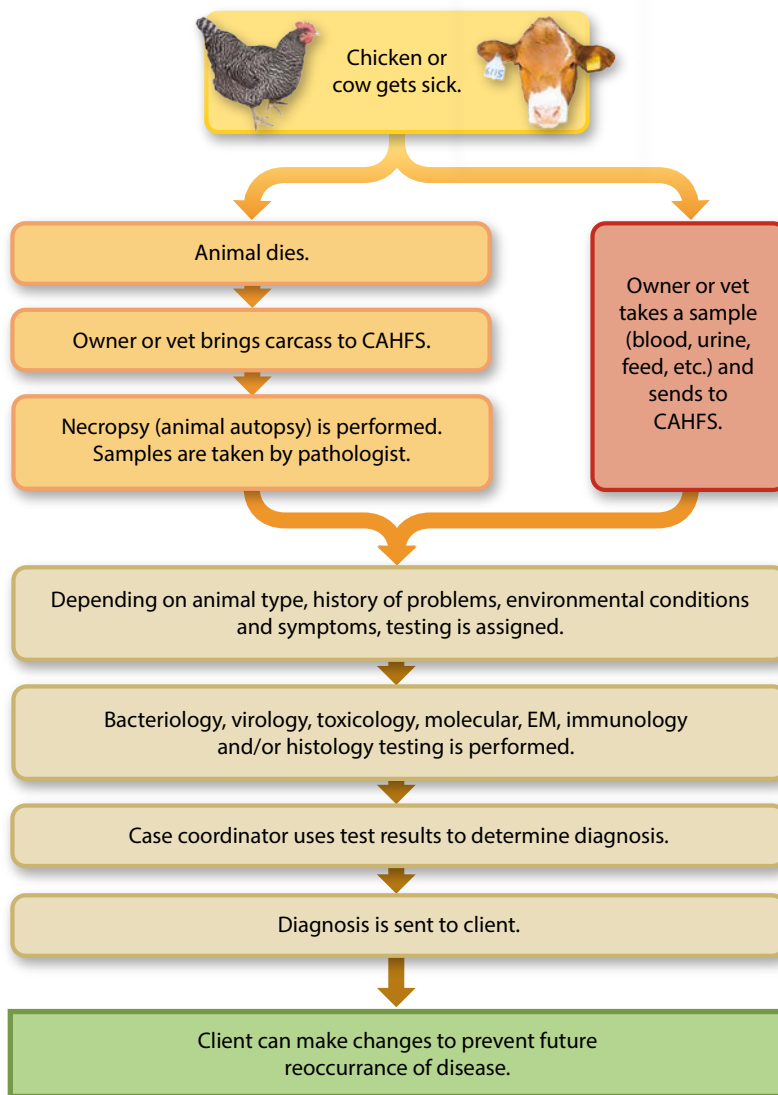 Chicken or
cow gets sick.
Animal dies.
Owner or vet brings carcass to CAHFS.
Necropsy (animal autopsy) is performed.
Samples are taken by pathologist.
Owner or vet
takes a sample
(blood, urine,
feed, etc.) and
sends to
CAHFS.
Depending on animal type, history of problems, environmental conditions
and symptoms, testing is assigned.
Bacteriology, virology, toxicology, molecular, EM, immunology
and/or histology testing is performed.
Case coordinator uses test results to determine diagnosis.
Diagnosis is sent to client.
Client can make changes to prevent future
reoccurrance of disease.